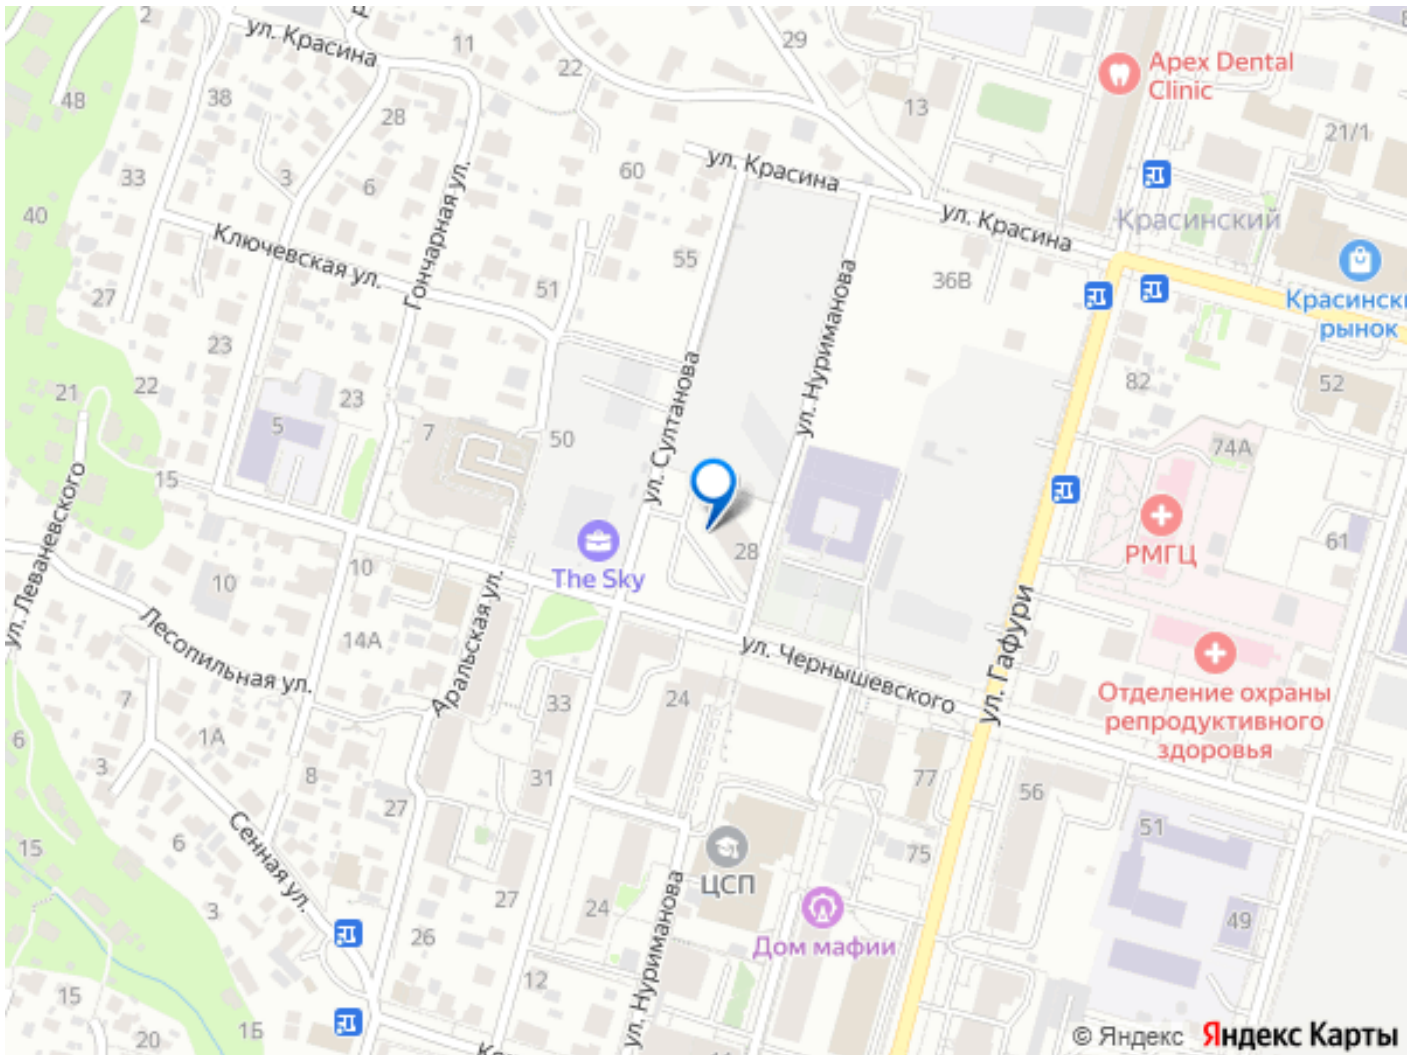 2
ул. Красина
11
29
22
Apex Dental
Clinic
48
38
28
13
21/1
33
3
6
60
ул. Красина
ул. Красина
Красинский
40
Ключевская ул.
Гончарная ул.
55
36В
27
51
Красински
рынок
23
22
21
23
5
7
50
ул. Султанова
ул. Нуриманова
82
52
74А
15
ул. Леваневского
28
The Sky
РМГЦ
61
10
10
14А
Лесопильная ул.
Аральская ул.
ул. Чернышевского
ул. Гафури
Отделение охраны
репродуктивного
здоровья
7
1А
6
3
33
24
8
31
77
56
27
Сенная ул.
6
15
3
51
75
ЦСП
27
24
49
26
Дом мафии
ул. Нуриманова
12
15
20
1Б
© Яндекс
Яндекс Карты